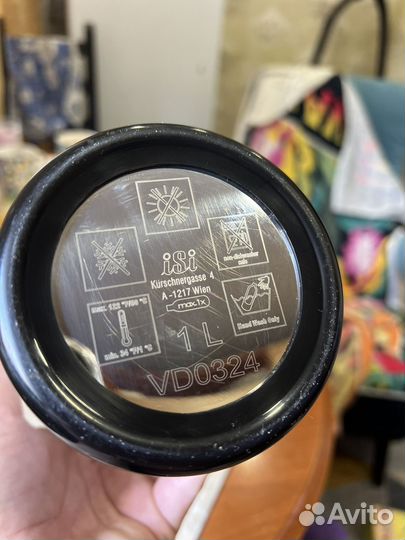 isi
Kürschnergasse 4
A -1217 Wien
max.1x
1 L
VD0324
non-dishwasher
safe
max. 122 °F/50 °C
min. 34 °F/1 °C
Hand Wash Only
Avito